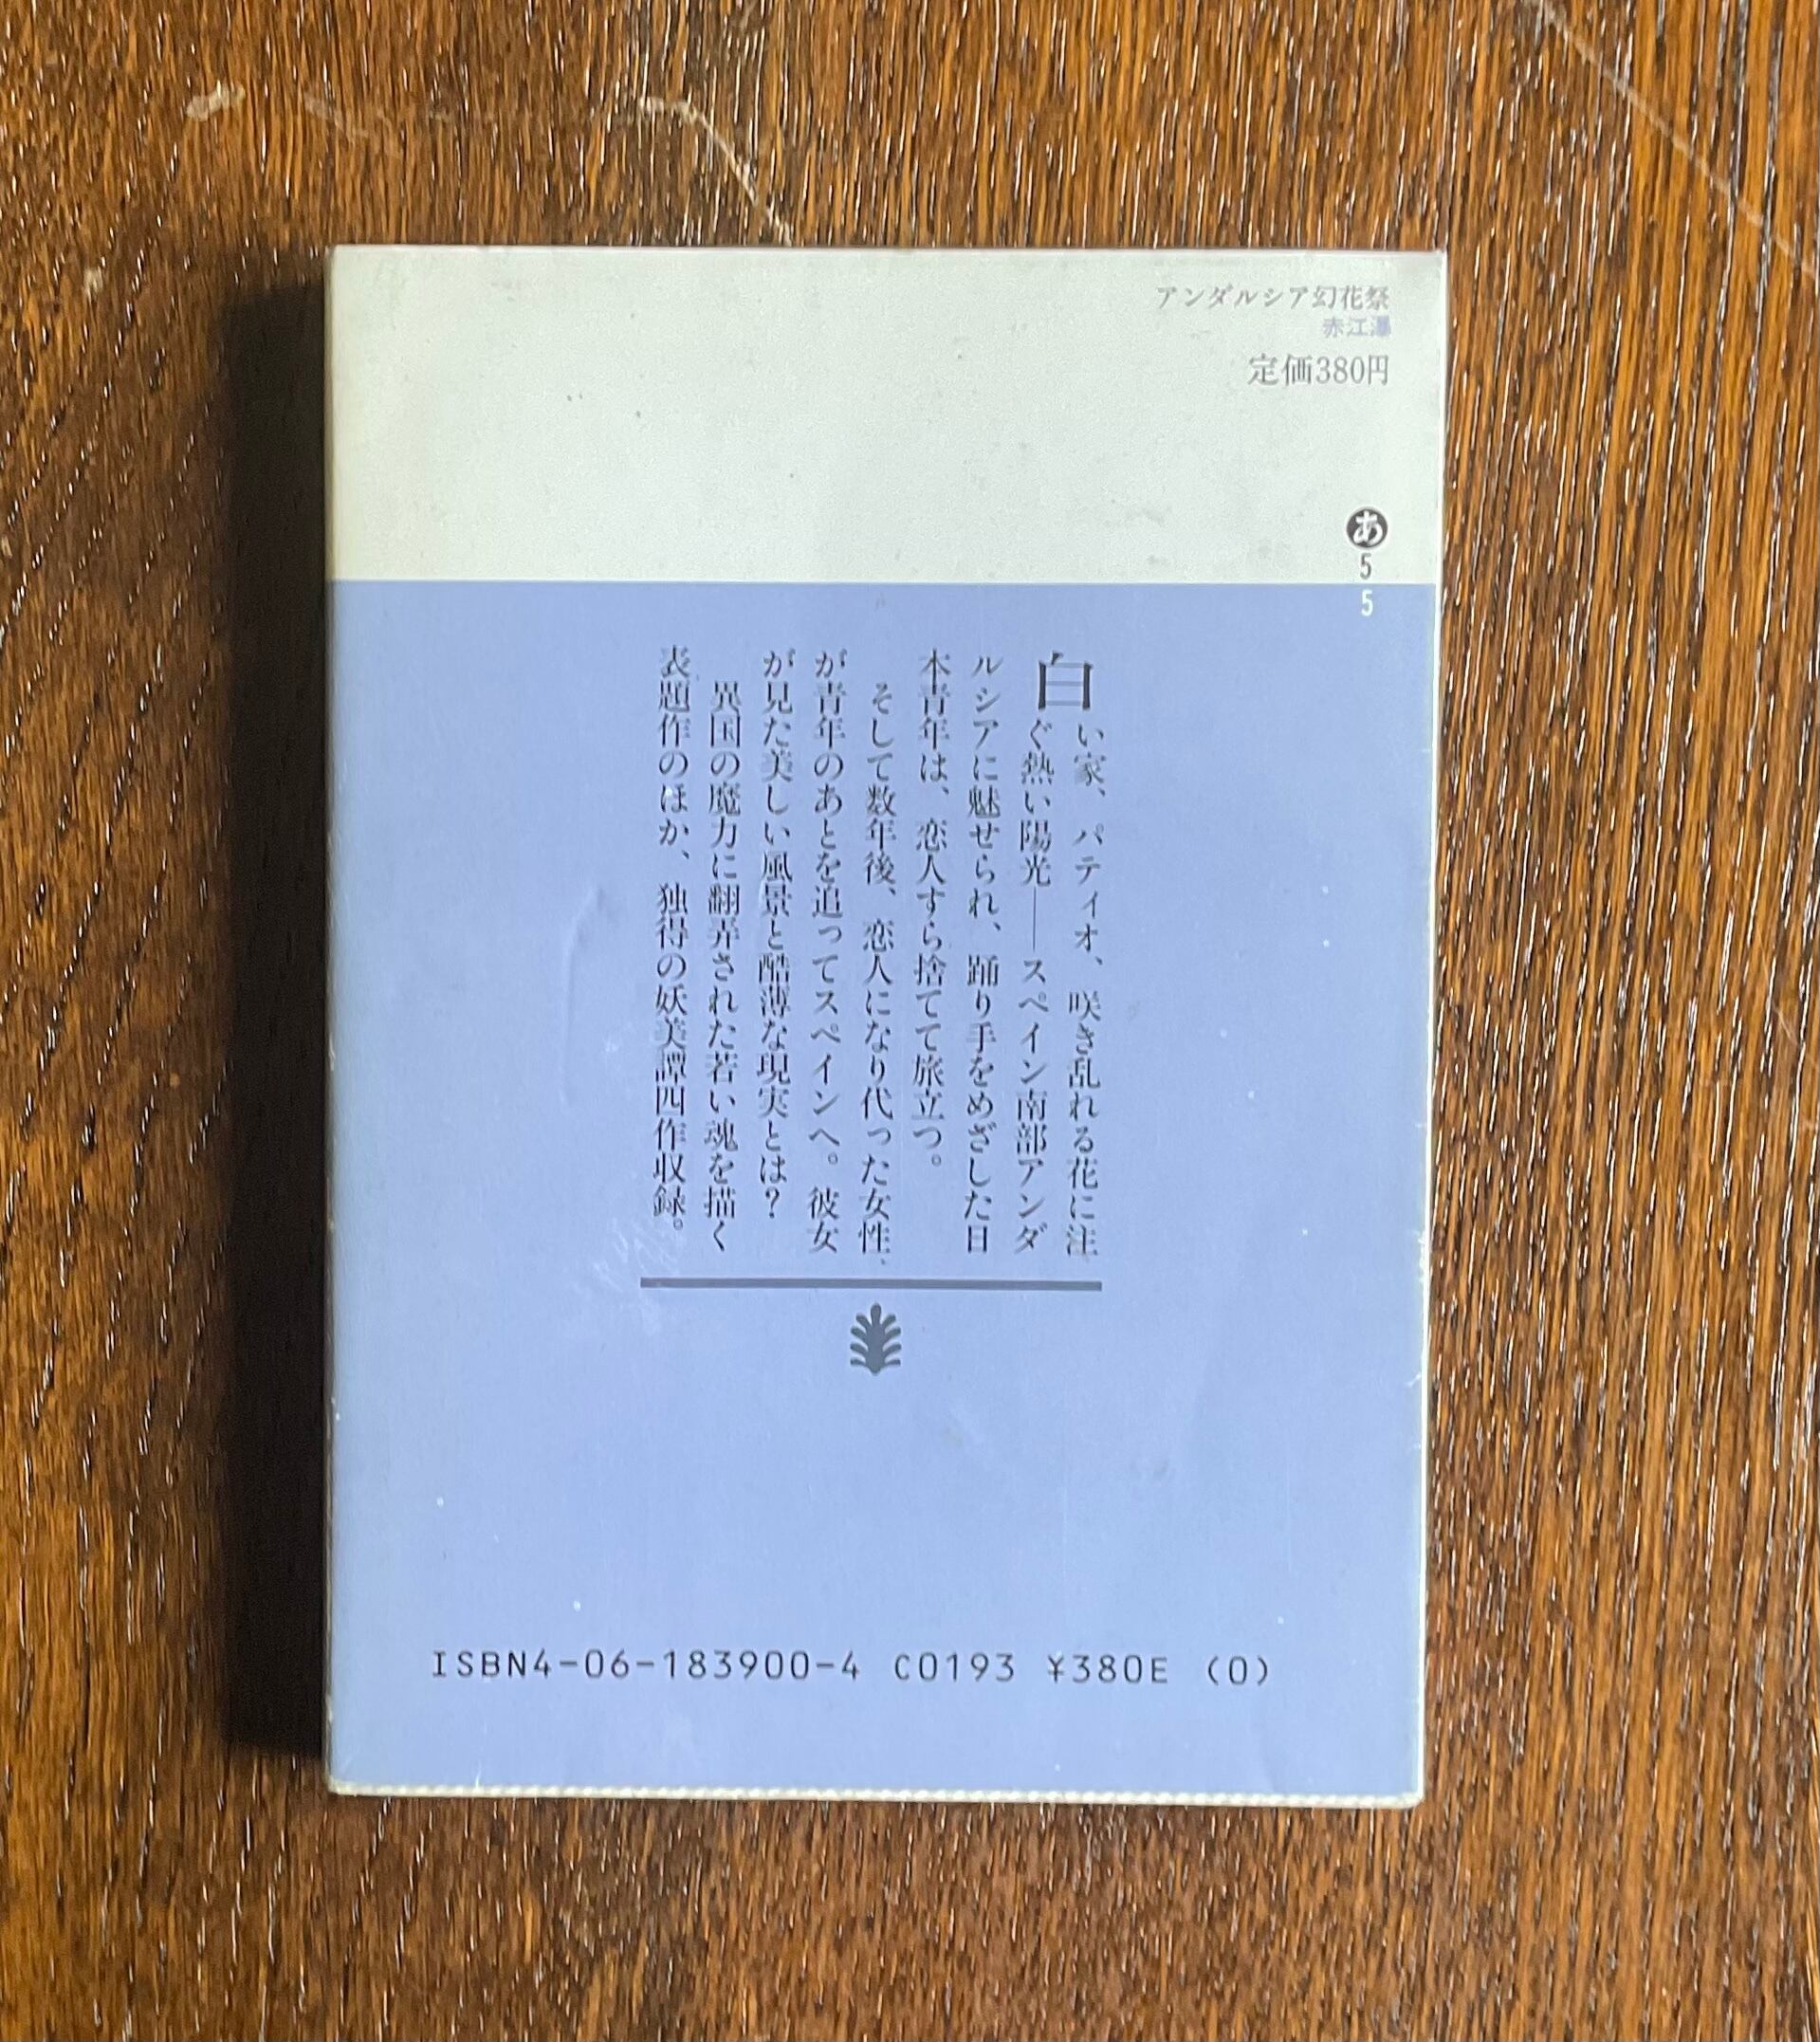 アンダルシア幻花祭
赤江瀑
定価380円
あ
5
5
白い家、パティオ、咲き乱れる花に注
ぐ熱い陽光――スペイン南部アンダ
ルシアに魅せられ、踊り手をめざした日
本青年は、恋人すら捨てて旅立つ。
そして数年後、恋人になり代った女性、
が青年のあとを追ってスペインへ。彼女
が見た美しい風景と酷薄な現実とは？
異国の魔力に翻弄された若い魂を描く
表題作のほか、独得の妖美譚四作収録。
ISBN4-06-183900-4 C0193 ¥380E (0)